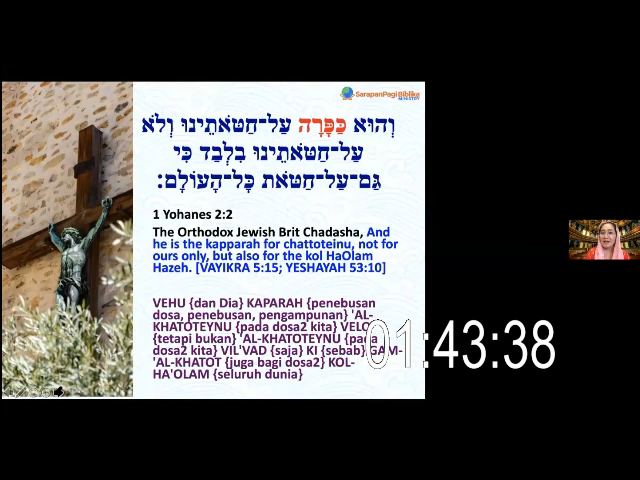 SarapanPagi Biblika
MINISTRY
וְהוּא כַּפָּרָה עַל־חַטֹּאתֵינוּ וְלֹא
עַל־חַטֹּאתֵינוּ בִלְבַד כִּי
גַּם־עַל־חַטֹּאת כָּל־הָעוֹלָם׃
1 Yohanes 2:2
The Orthodox Jewish Brit Chadasha, And
he is the kapparah for chattoteinu, not for
ours only, but also for the kol HaOlam
Hazeh. [VAYIKRA 5:15; YESHAYAH 53:10]
VEHU {dan Dia} KAPARAH {penebusan
dosa, penebusan, pengampunan} 'AL-
KHATOTEYNU {pada dosa2 kita} VELO
{tetapi bukan} 'AL-KHATOTEYNU {pada
dosa2 kita} VIL'VAD {saja} KI {sebab} GAM-
'AL-KHATOT {juga bagi dosa2} KOL-
HA'OLAM {seluruh dunia}
01:43:38